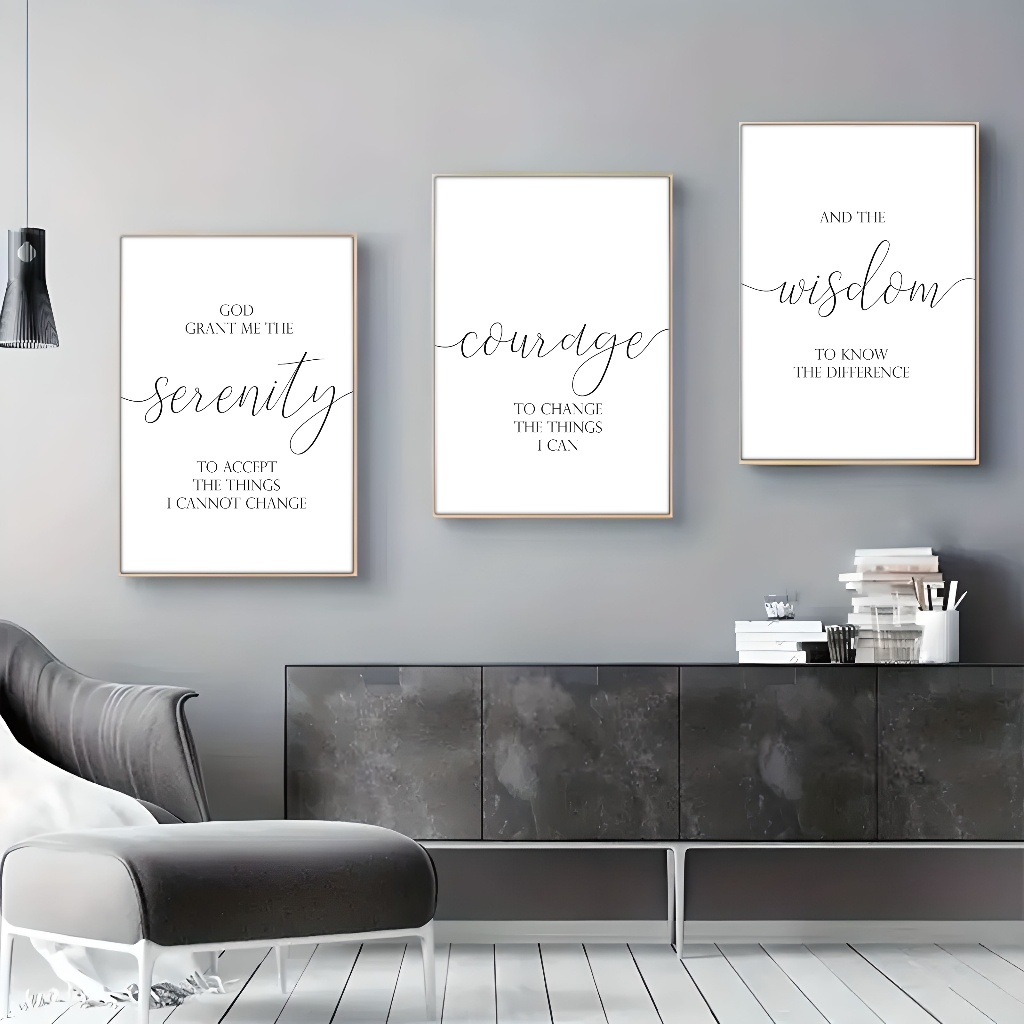 GOD
GRANT ME THE
serenity
TO ACCEPT
THE THINGS
I CANNOT CHANGE
courage
TO CHANGE
THE THINGS
I CAN
AND THE
wisdom
TO KNOW
THE DIFFERENCE